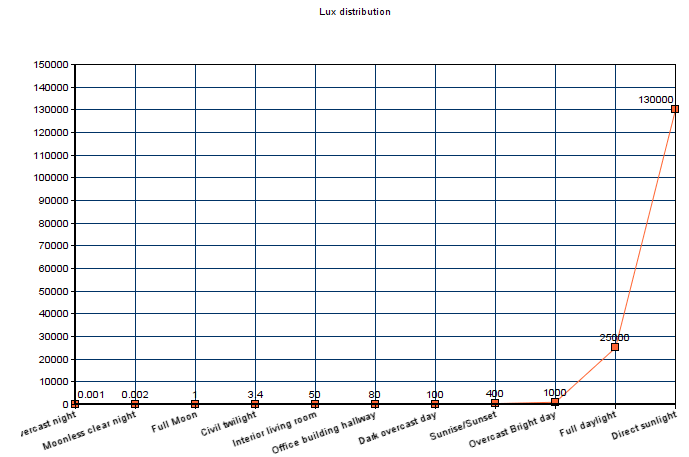 Lux distribution
150000
140000
130000
120000
110000
100000
90000
80000
70000
60000
50000
40000
30000
20000
10000
0
130000
25000
0.001 0.002 1 3.4 50 80 100 400 1000
night
Moonless clear night
Full Moon
Civil twilight
Interior living room
Office building hallway
Dark overcast day
Sunrise/Sunset
Overcast Bright day
Full daylight
Direct sunlight